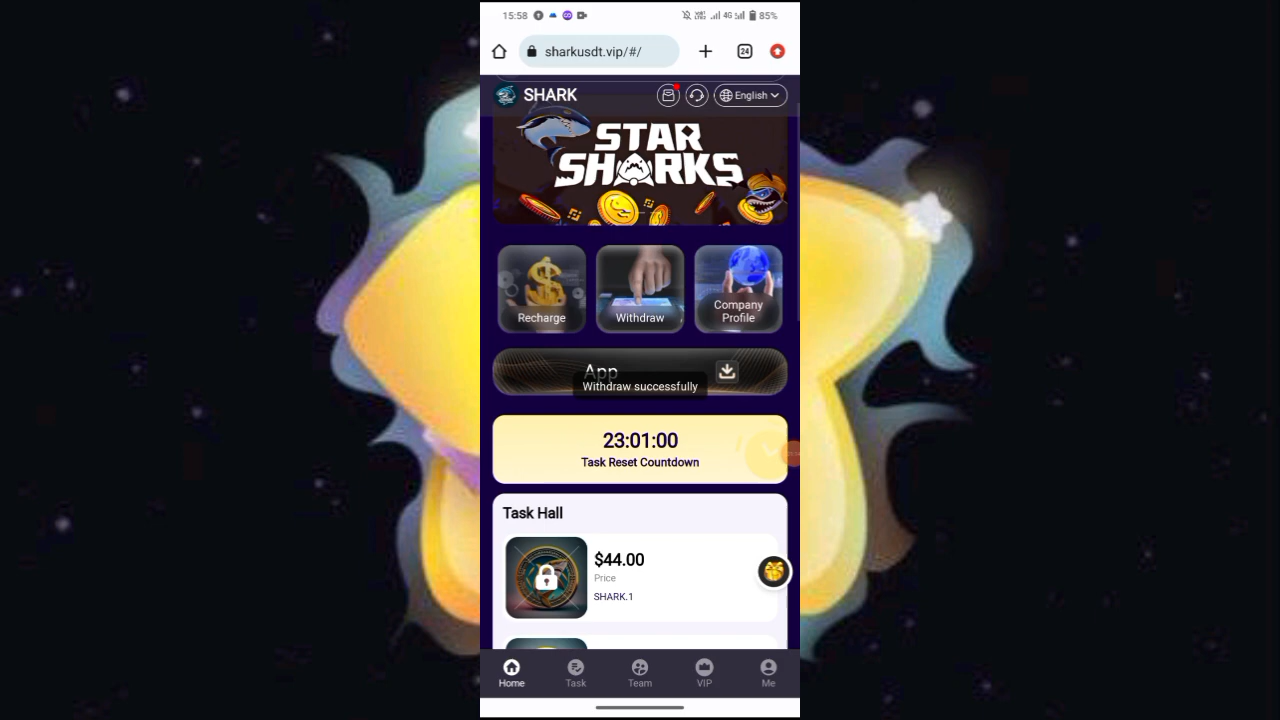 15:58
4G
85%
sharkusdt.vip/#/
24
SHARK
English
STAR
SHARKS
Recharge
Withdraw
Company
Profile
App
Withdraw successfully
23:01:00
Task Reset Countdown
Task Hall
$44.00
Price
SHARK.1
Home
Task
Team
VIP
Me